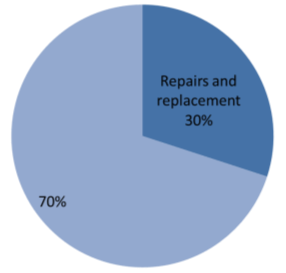 Repairs and
replacement
30%
70%